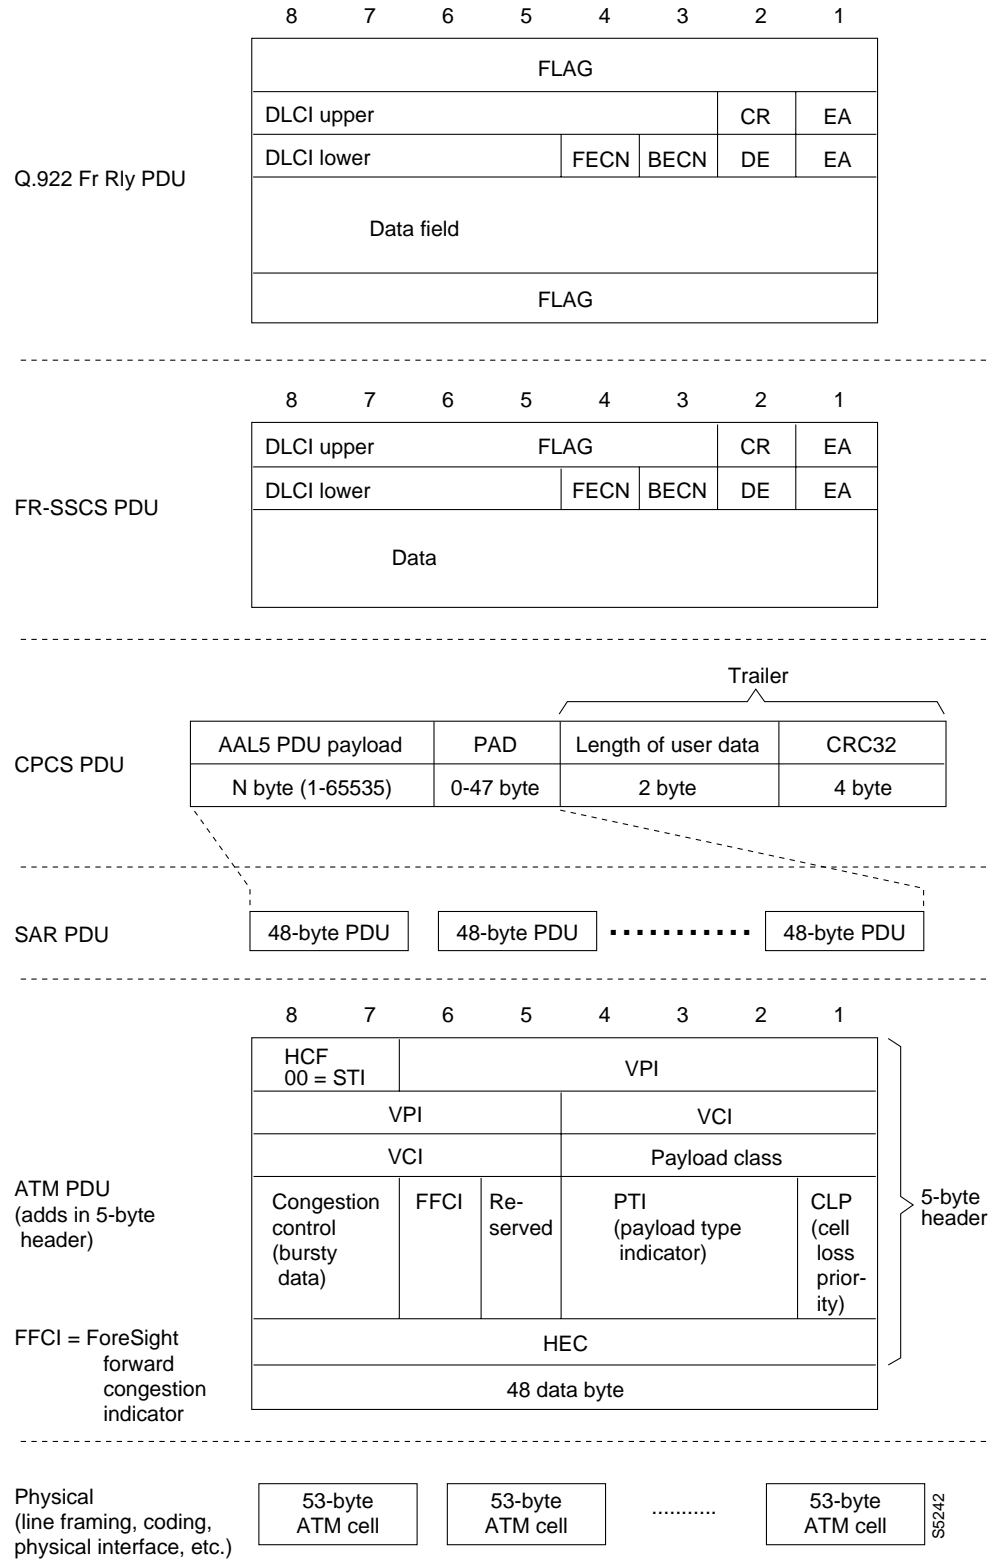 8 7 6 5 4 3 2 1
FLAG
DLCI upper CR EA
DLCI lower FECN BECN DE EA
Q.922 Fr Rly PDU
Data field
FLAG
8 7 6 5 4 3 2 1
DLCI upper FLAG CR EA
DLCI lower FECN BECN DE EA
FR-SSCS PDU
Data
Trailer
AAL5 PDU payload PAD Length of user data CRC32
CPCS PDU
N byte (1-65535) 0-47 byte 2 byte 4 byte
SAR PDU
48-byte PDU 48-byte PDU 48-byte PDU
8 7 6 5 4 3 2 1
HCF
00 = STI
VPI
VPI VCI
VCI Payload class
ATM PDU
(adds in 5-byte
header)
Congestion
control
(bursty
data)
FFCI
Re-
served
PTI
(payload type
indicator)
CLP
(cell
loss
prior-
ity)
5-byte
header
HEC
48 data byte
FFCI = ForeSight
forward
congestion
indicator
Physical
(line framing, coding,
physical interface, etc.)
53-byte
ATM cell
53-byte
ATM cell
...........
53-byte
ATM cell
S5242